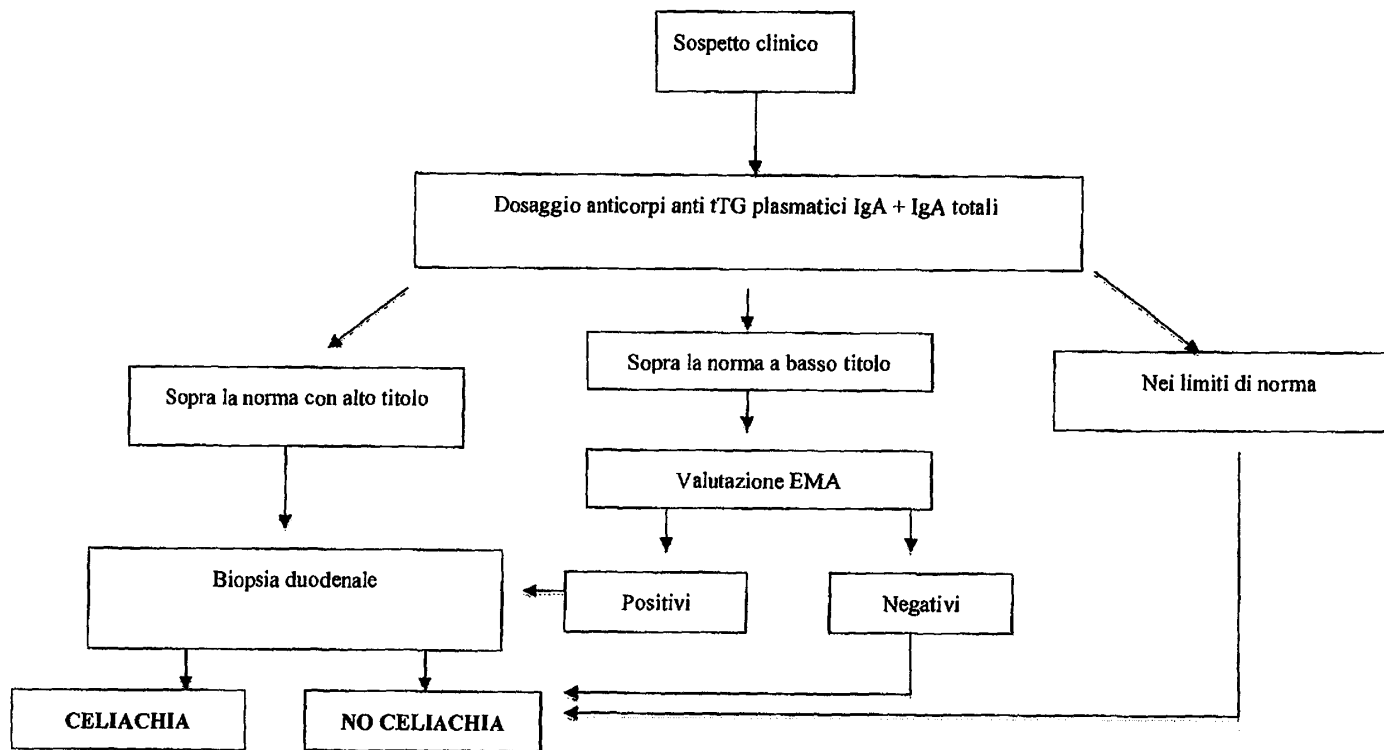 Sospetto clinico
Dosaggio anticorpi anti tTG plasmatici IgA + IgA totali
Sopra la norma con alto titolo
Sopra la norma a basso titolo
Nei limiti di norma
Valutazione EMA
Biopsia duodenale
Positivi
Negativi
CELIACHIA
NO CELIACHIA